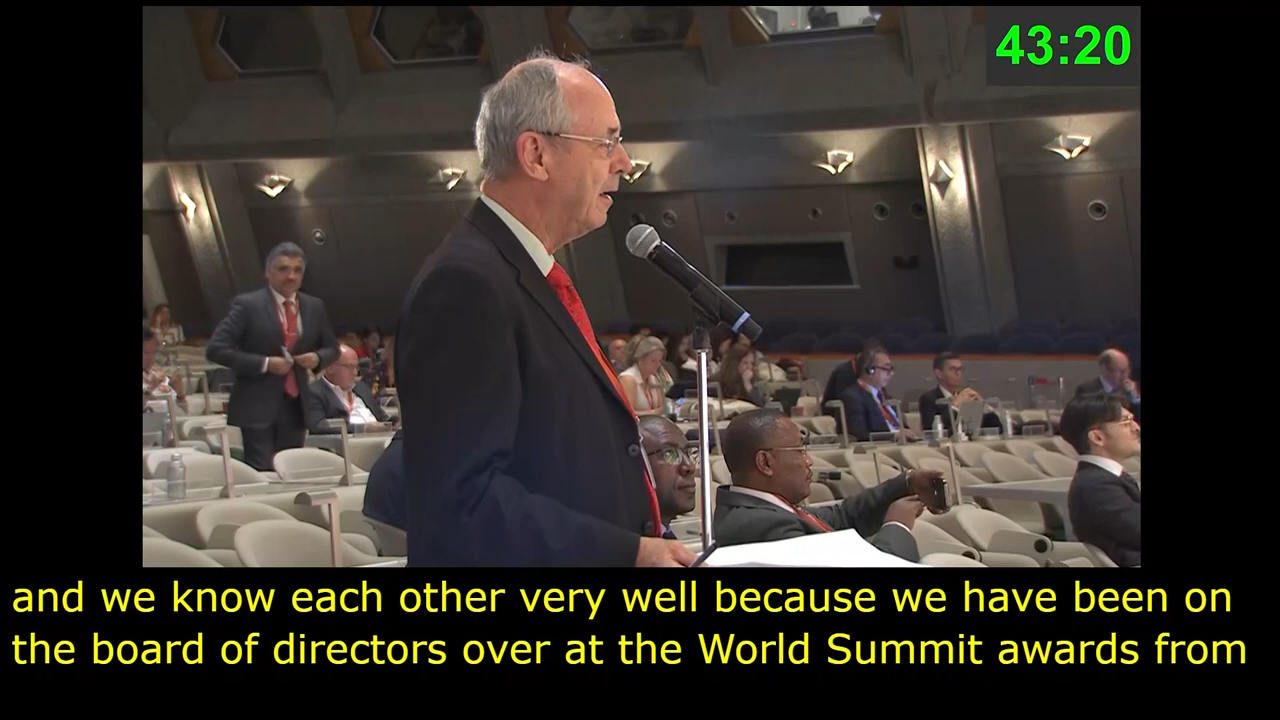 43:20
and we know each other very well because we have been on
the board of directors over at the World Summit awards from